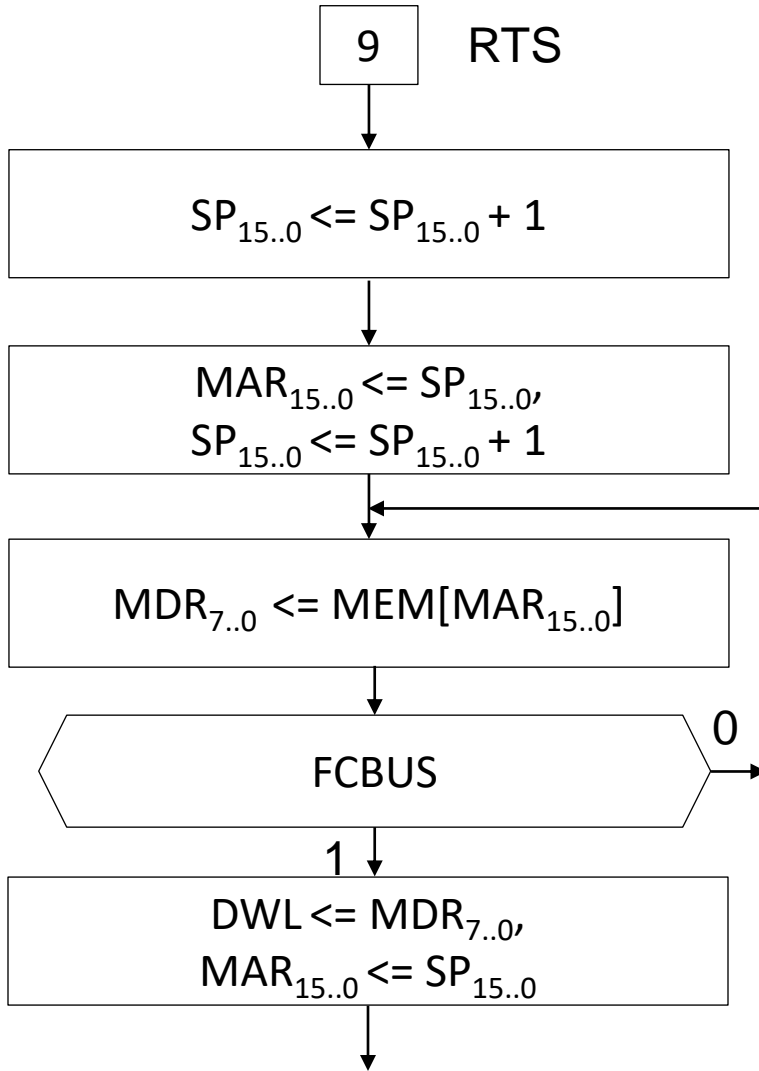 9 RTS
SP15..0 <= SP15..0 + 1
MAR15..0 <= SP15..0,
SP15..0 <= SP15..0 + 1
MDR7..0 <= MEM[MAR15..0]
0
FCBUS
1
DWL <= MDR7..0,
MAR15..0 <= SP15..0